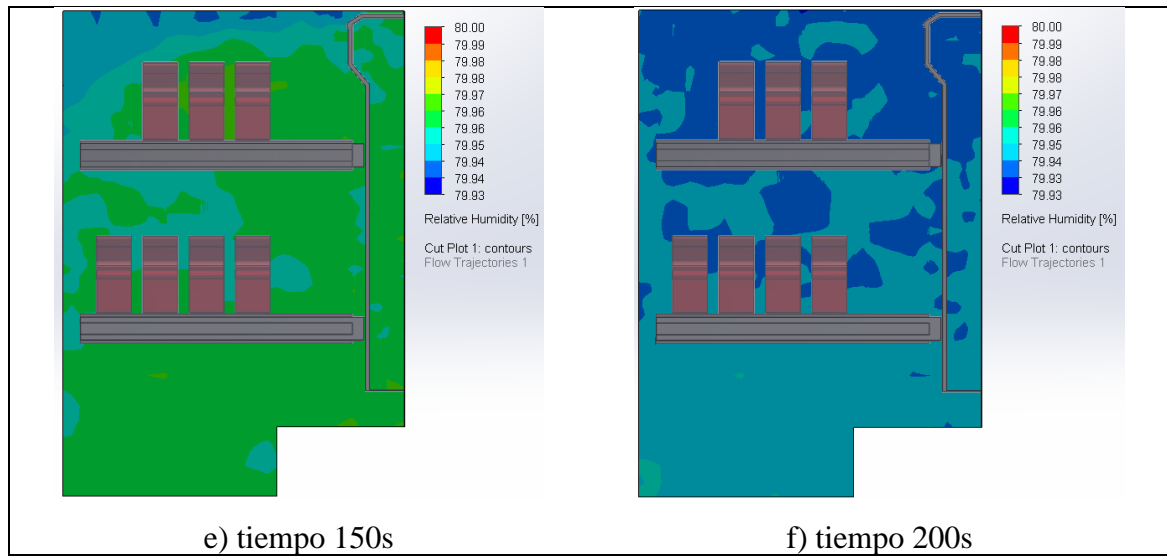 80.00
79.99
79.98
79.98
79.97
79.96
79.96
79.95
79.94
79.94
79.93
Relative Humidity [%]
Cut Plot 1: contours
Flow Trajectories 1
e) tiempo 150s
80.00
79.99
79.98
79.98
79.97
79.96
79.96
79.95
79.94
79.94
79.93
Relative Humidity [%]
Cut Plot 1: contours
Flow Trajectories 1
f) tiempo 200s